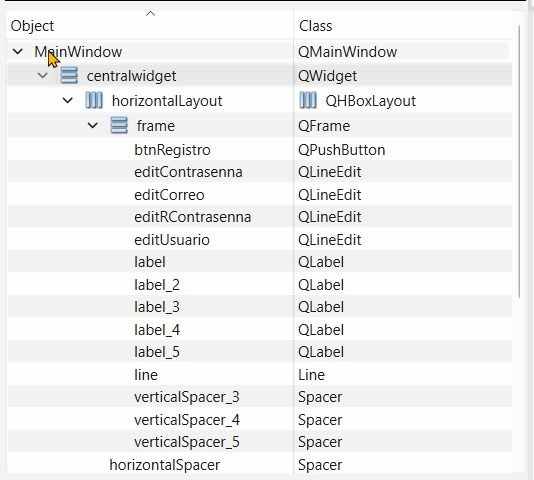 Object Class
MainWindow QMainWindow
centralwidget QWidget
horizontalLayout QHBoxLayout
frame QFrame
btnRegistro QPushButton
editContrasenna QLineEdit
editCorreo QLineEdit
editRContrasenna QLineEdit
editUsuario QLineEdit
label QLabel
label_2 QLabel
label_3 QLabel
label_4 QLabel
label_5 QLabel
line Line
verticalSpacer_3 Spacer
verticalSpacer_4 Spacer
verticalSpacer_5 Spacer
horizontalSpacer Spacer